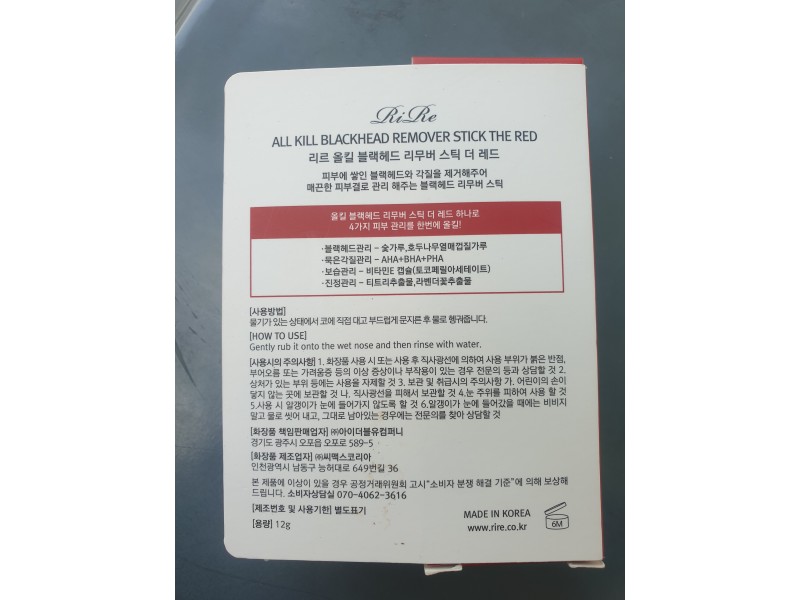 RiRe
ALL KILL BLACKHEAD REMOVER STICK THE RED
리르 올킬 블랙헤드 리무버 스틱 더 레드
피부에 쌓인 블랙헤드와 각질을 제거해주어
매끈한 피부결로 관리 해주는 블랙헤드 리무버 스틱
올킬 블랙헤드 리무버 스틱 더 레드 하나로
4가지 피부 관리를 한번에 올킬!
·블랙헤드관리 – 숯가루,호두나무열매껍질가루
·묵은각질관리 – AHA+BHA+PHA
·보습관리 – 비타민E 캡슐(토코페릴아세테이트)
·진정관리 – 티트리추출물,라벤더꽃추출물
[사용방법]
물기가 있는 상태에서 코에 직접 대고 부드럽게 문지른 후 물로 헹궈줍니다.
[HOW TO USE]
Gently rub it onto the wet nose and then rinse with water.
[사용시의 주의사항] 1. 화장품 사용 시 또는 사용 후 직사광선에 의하여 사용 부위가 붉은 반점,
부어오름 또는 가려움증 등의 이상 증상이나 부작용이 있는 경우 전문의 등과 상담할 것 2.
상처가 있는 부위 등에는 사용을 자제할 것 3. 보관 및 취급시의 주의사항 가. 어린이의 손이
닿지 않는 곳에 보관할 것 나. 직사광선을 피해서 보관할 것 4.눈 주위를 피하여 사용 할 것
5.사용 시 알갱이가 눈에 들어가지 않도록 할 것 6.알갱이가 눈에 들어갔을 때에는 비비지
말고 물로 씻어 내고, 그대로 남아있는 경우에는 전문의를 찾아 상담할 것
[화장품 책임판매업자] ㈜아이더블유컴퍼니
경기도 광주시 오포읍 오포로 589-5
[화장품 제조업자] ㈜씨맥스코리아
인천광역시 남동구 능허대로 649번길 36
본 제품에 이상이 있을 경우 공정거래위원회 고시"소비자 분쟁 해결 기준"에 의해 보상해
드립니다. 소비자상담실 070-4062-3616
[제조번호 및 사용기한] 별도표기
[용량] 12g
MADE IN KOREA
www.rire.co.kr
6M